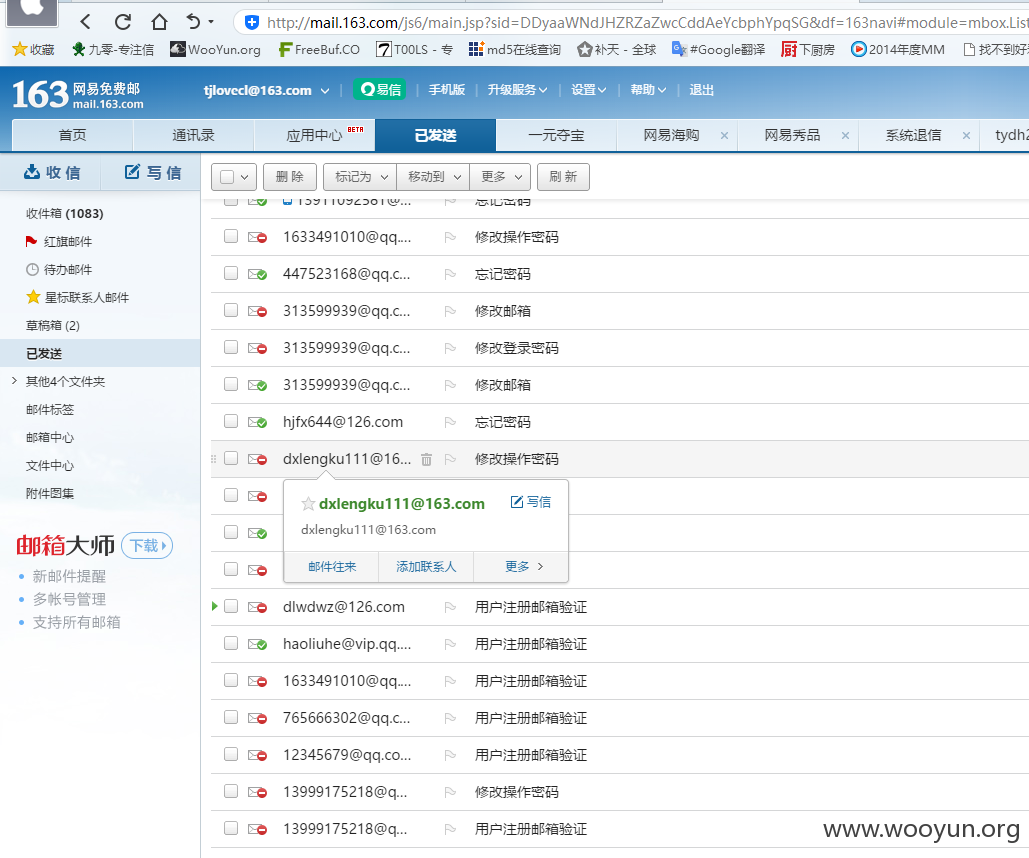 http://mail.163.com/js6/main.jsp?sid=DDyaaWNdJHZRZaZwcCddAeYcbphYpqSG&df=163navi#module=mbox.List
收藏 九零-专注信 WooYun.org FreeBuf.CO T00LS - 专 md5在线查询 补天 - 全球 #Google翻译 下厨房 2014年度MM 找不到好
163 网易免费邮 mail.163.com tjlovecl@163.com 易信 手机版 升级服务 设置 帮助 退出
首页 通讯录 应用中心 BETA 已发送 一元夺宝 网易海购 网易秀品 系统退信 tydh2
收信 写信
删除 标记为 移动到 更多 刷新
收件箱 (1083)
红旗邮件
待办邮件
星标联系人邮件
草稿箱 (2)
已发送
其他4个文件夹
邮件标签
邮箱中心
文件中心
附件图集
邮箱大师 下载
新邮件提醒
多帐号管理
支持所有邮箱
13911092581@... 忘记密码
1633491010@qq.... 修改操作密码
447523168@qq.c... 忘记密码
313599939@qq.c... 修改邮箱
313599939@qq.c... 修改登录密码
313599939@qq.c... 修改邮箱
hjfx644@126.com 忘记密码
dxlengku111@16... 修改操作密码
dxlengku111@163.com 写信
dxlengku111@163.com
邮件往来 添加联系人 更多
dlwdwz@126.com 用户注册邮箱验证
haoliuhe@vip.qq.... 用户注册邮箱验证
1633491010@qq.... 用户注册邮箱验证
765666302@qq.c... 用户注册邮箱验证
12345679@qq.co... 用户注册邮箱验证
13999175218@q... 修改操作密码
13999175218@q... 用户注册邮箱验证
www.wooyun.org